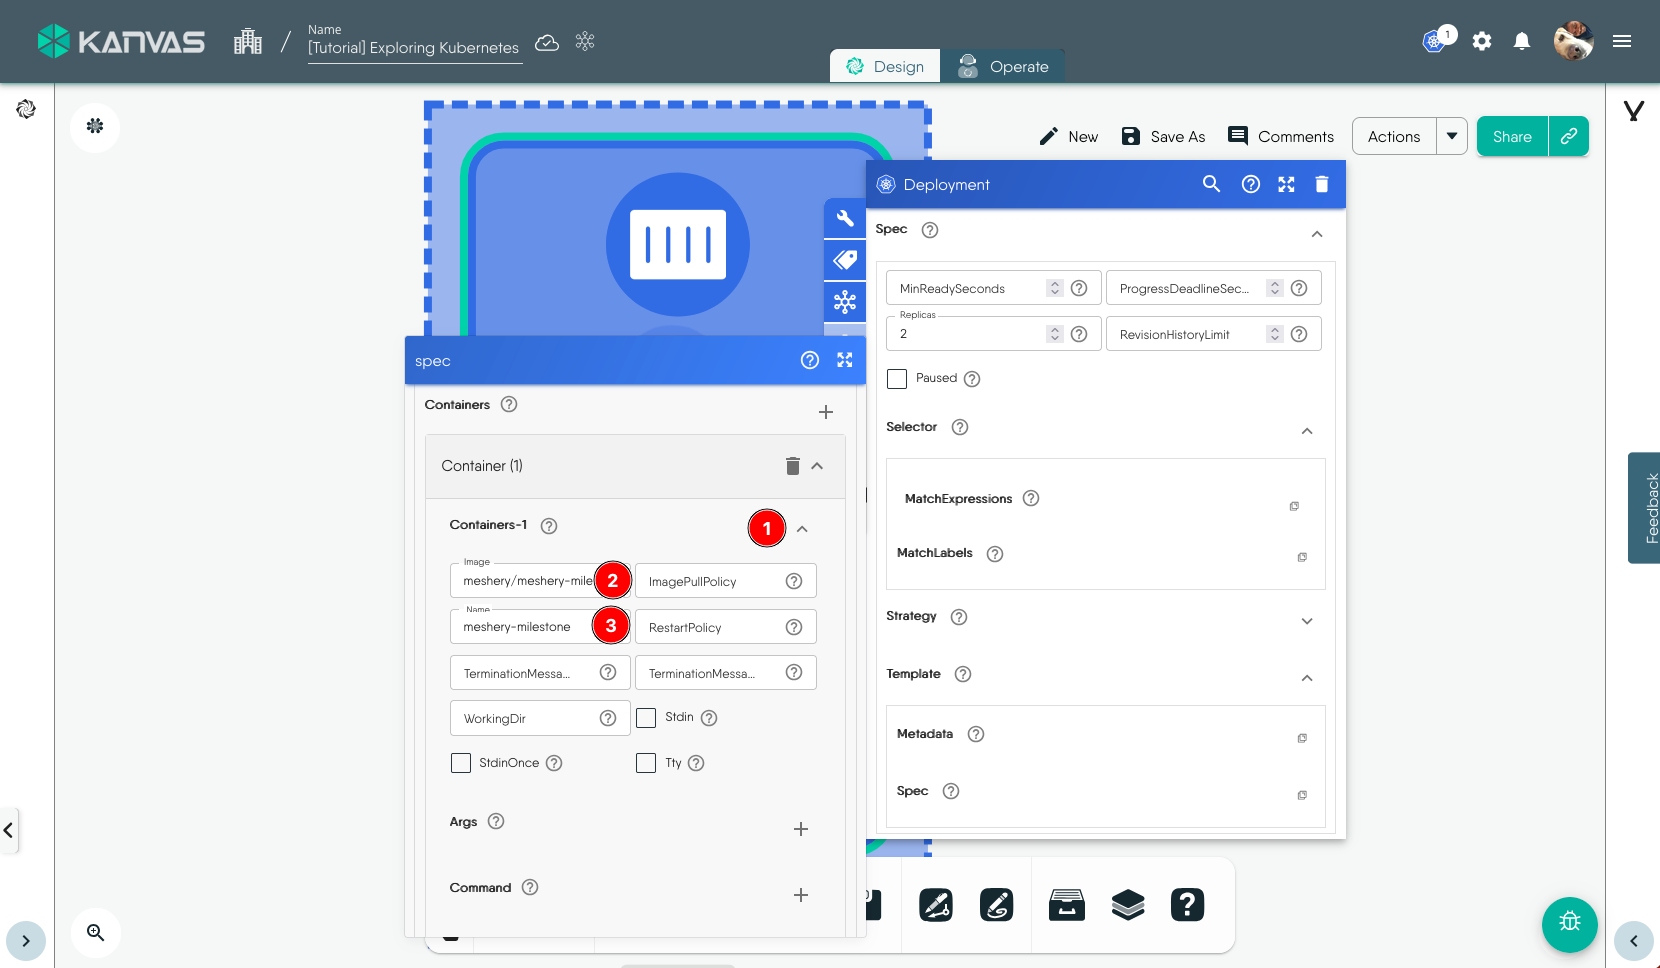 KANVAS
Name
[Tutorial] Exploring Kubernetes
1
Design
Operate
New
Save As
Comments
Actions
Share
Deployment
Spec
MinReadySeconds
ProgressDeadlineSec...
Replicas
2
RevisionHistoryLimit
Paused
Selector
MatchExpressions
MatchLabels
Strategy
Template
Metadata
Spec
spec
Containers
Container (1)
Containers-1
1
Image
meshery/meshery-mile
2
ImagePullPolicy
Name
meshery-milestone
3
RestartPolicy
TerminationMessa...
TerminationMessa...
WorkingDir
Stdin
StdinOnce
Tty
Args
Command
Feedback